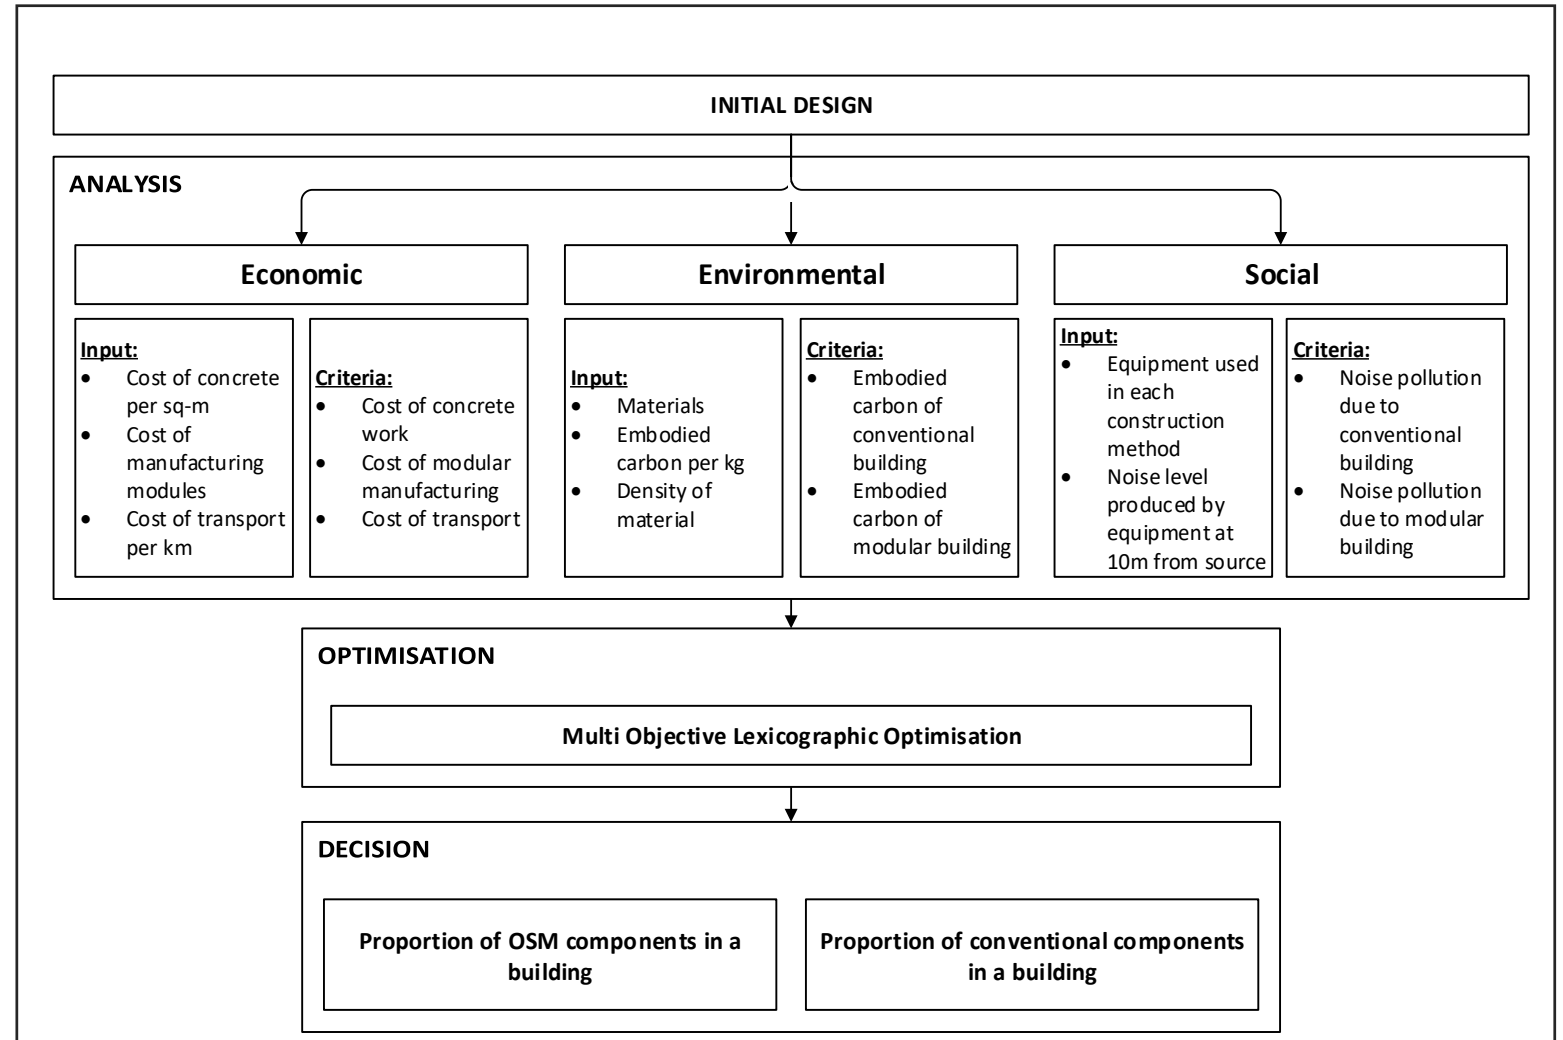 INITIAL DESIGN
ANALYSIS
Economic
Input:
• Cost of concrete
per sq-m
• Cost of
manufacturing
modules
• Cost of transport
per km
Criteria:
• Cost of concrete
work
• Cost of modular
manufacturing
• Cost of transport
Environmental
Input:
• Materials
• Embodied
carbon per kg
• Density of
material
Criteria:
• Embodied
carbon of
conventional
building
• Embodied
carbon of
modular building
Social
Input:
• Equipment used
in each
construction
method
• Noise level
produced by
equipment at
10m from source
Criteria:
• Noise pollution
due to
conventional
building
• Noise pollution
due to modular
building
OPTIMISATION
Multi Objective Lexicographic Optimisation
DECISION
Proportion of OSM components in a
building
Proportion of conventional components
in a building